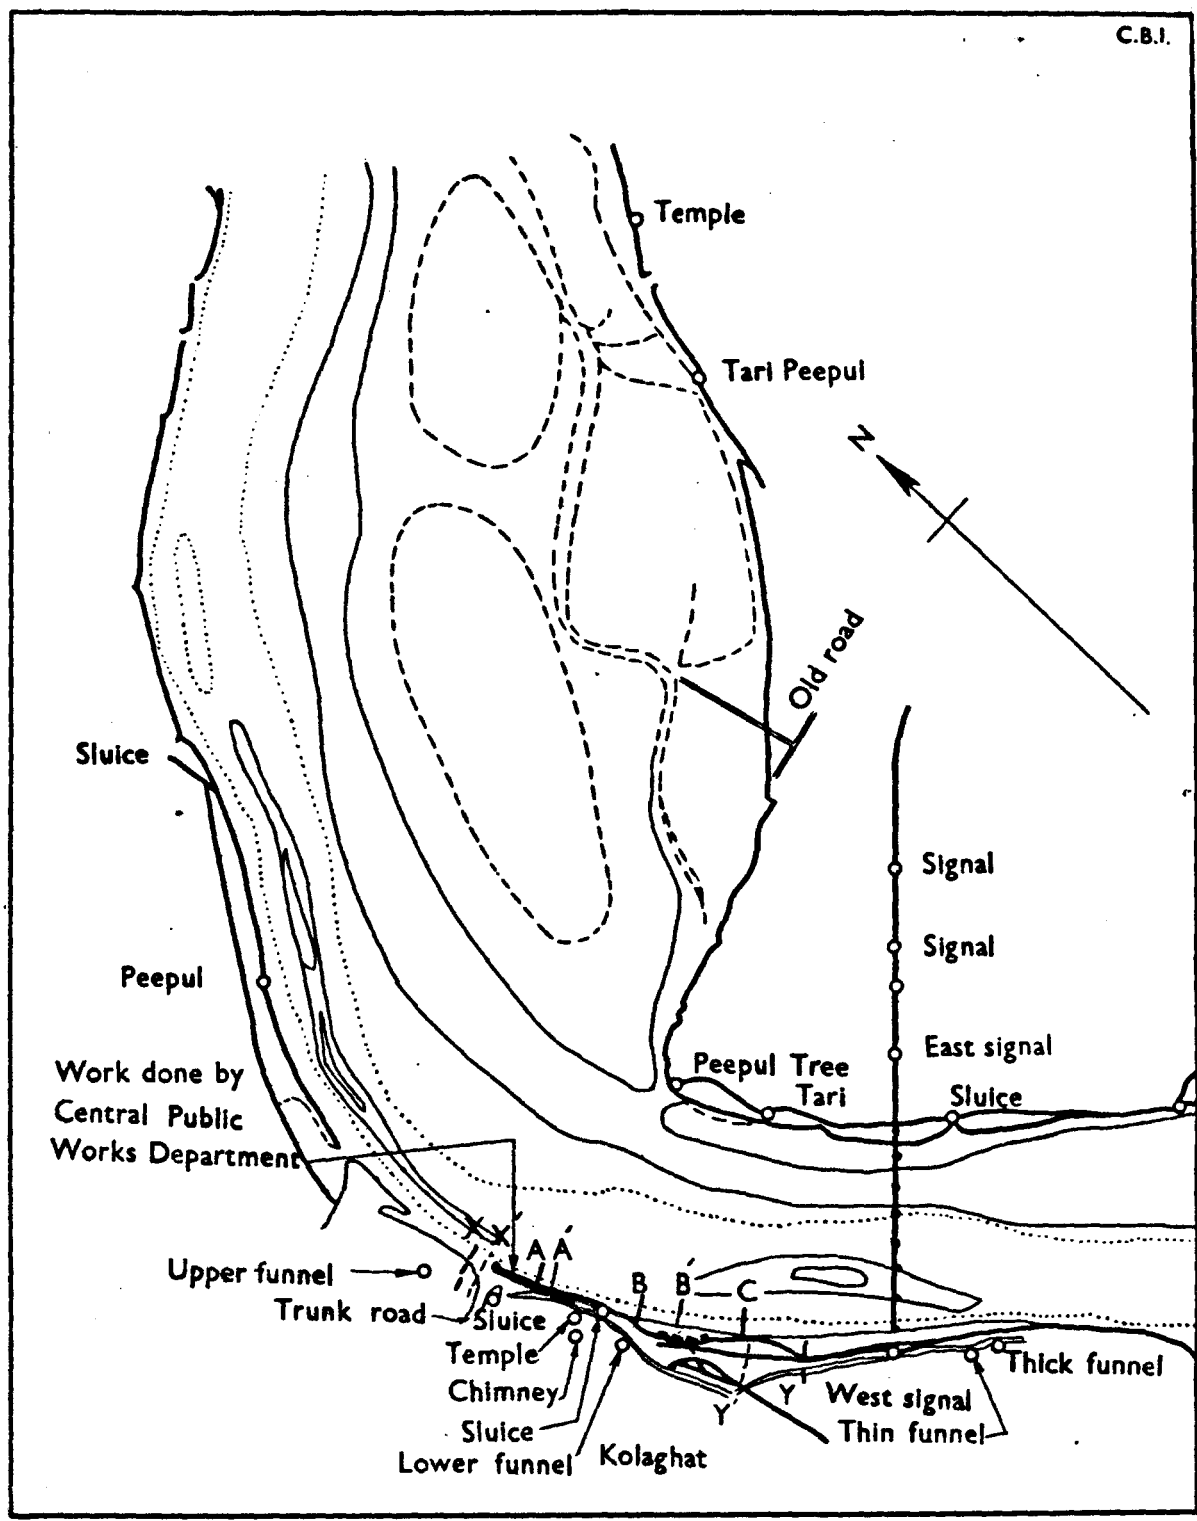 C.B.I.
Temple
Tari Peepul
N
Old road
Sluice
Signal
Signal
Peepul
East signal
Peepul Tree
Tari
Sluice
Work done by
Central Public
Works Department
X X'
A A'
B B' C
Upper funnel
Trunk road
Sluice
Temple
Chimney
Sluice
Lower funnel
Kolaghat
Y' Y
West signal
Thin funnel
Thick funnel